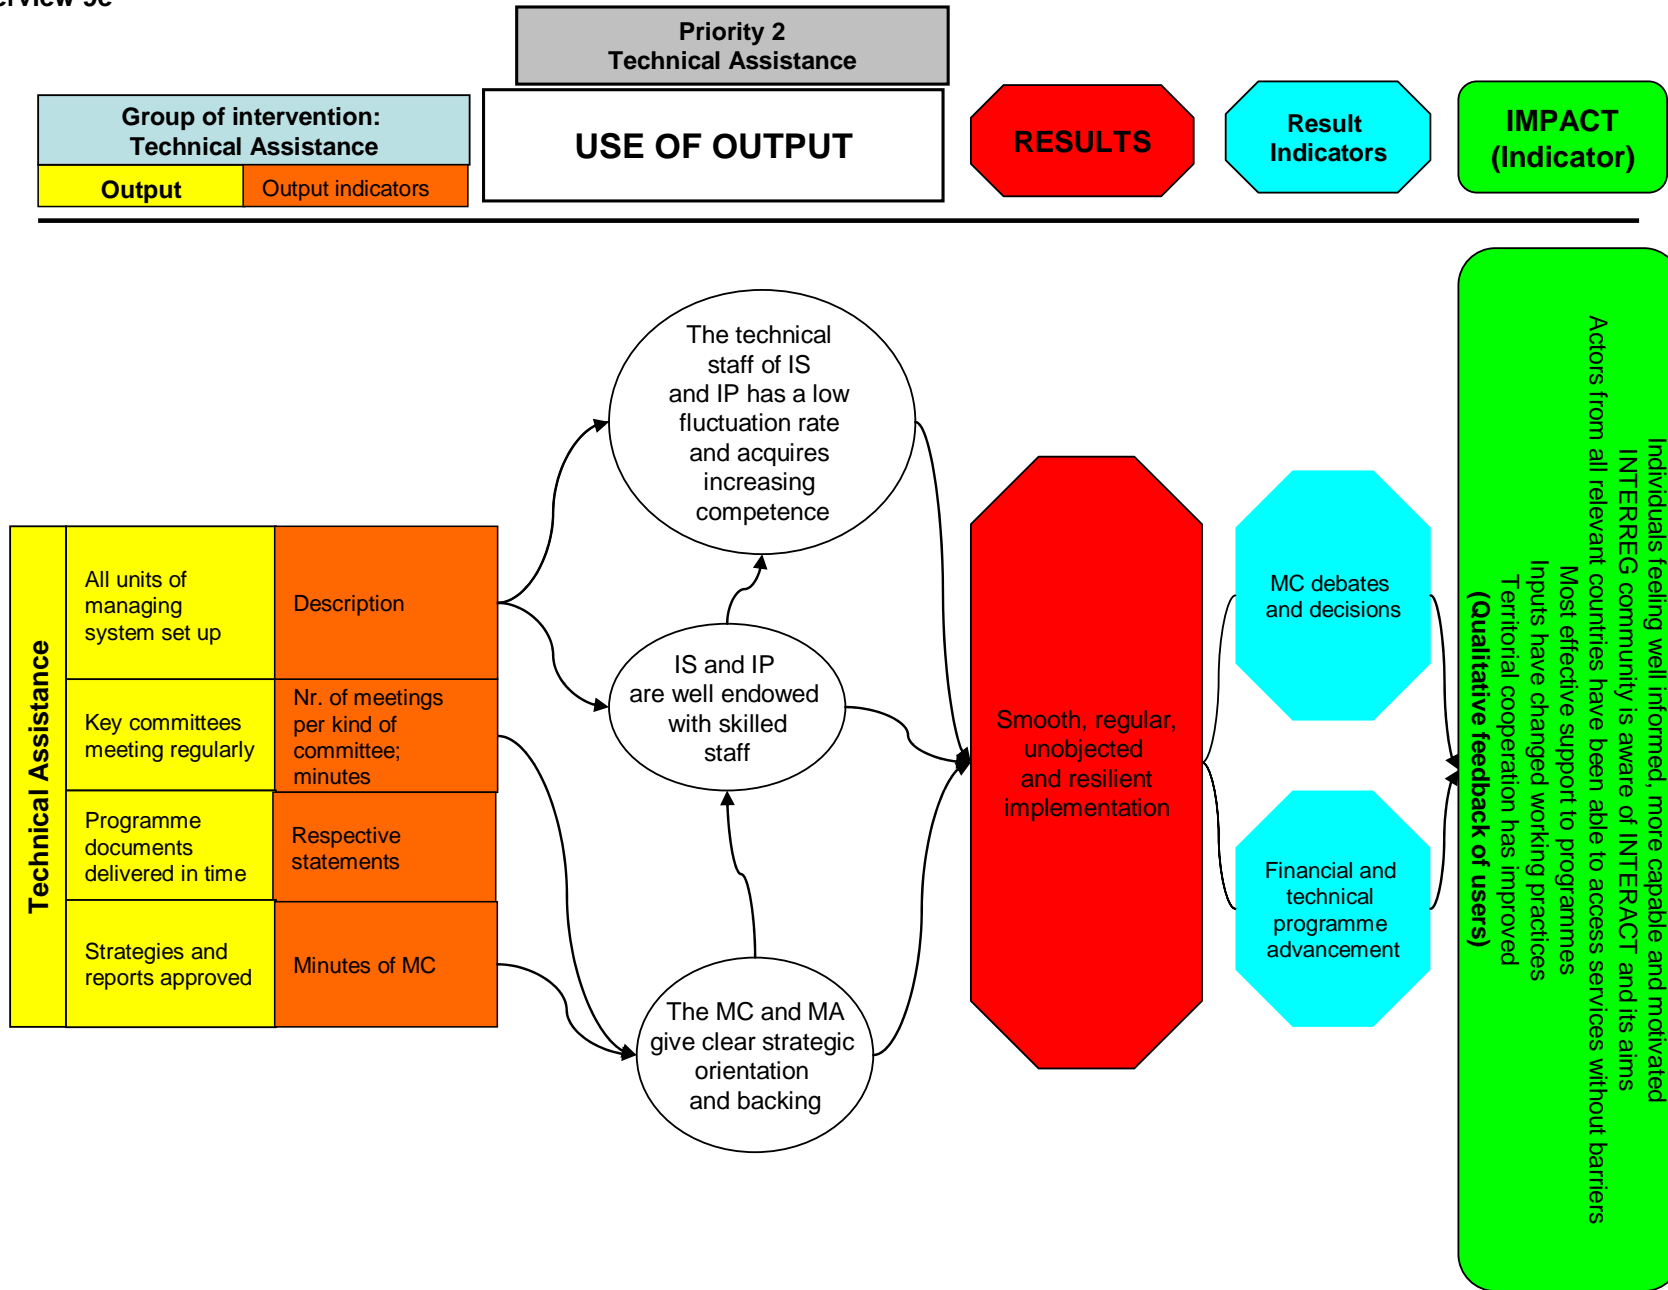 Priority 2
Technical Assistance
Group of intervention:
Technical Assistance
Output
Output indicators
USE OF OUTPUT
RESULTS
Result
Indicators
IMPACT
(Indicator)
Technical Assistance
All units of
managing
system set up
Description
Key committees
meeting regularly
Nr. of meetings
per kind of
committee;
minutes
Programme
documents
delivered in time
Respective
statements
Strategies and
reports approved
Minutes of MC
The technical
staff of IS
and IP has a low
fluctuation rate
and acquires
increasing
competence
IS and IP
are well endowed
with skilled
staff
The MC and MA
give clear strategic
orientation
and backing
Smooth, regular,
unobjected
and resilient
implementation
MC debates
and decisions
Financial and
technical
programme
advancement
Individuals feeling well informed, more capable and motivated
INTERREG community is aware of INTERACT and its aims
Actors from all relevant countries have been able to access services without barriers
Most effective support to programmes
Inputs have changed working practices
Territorial cooperation has improved
(Qualitative feedback of users)